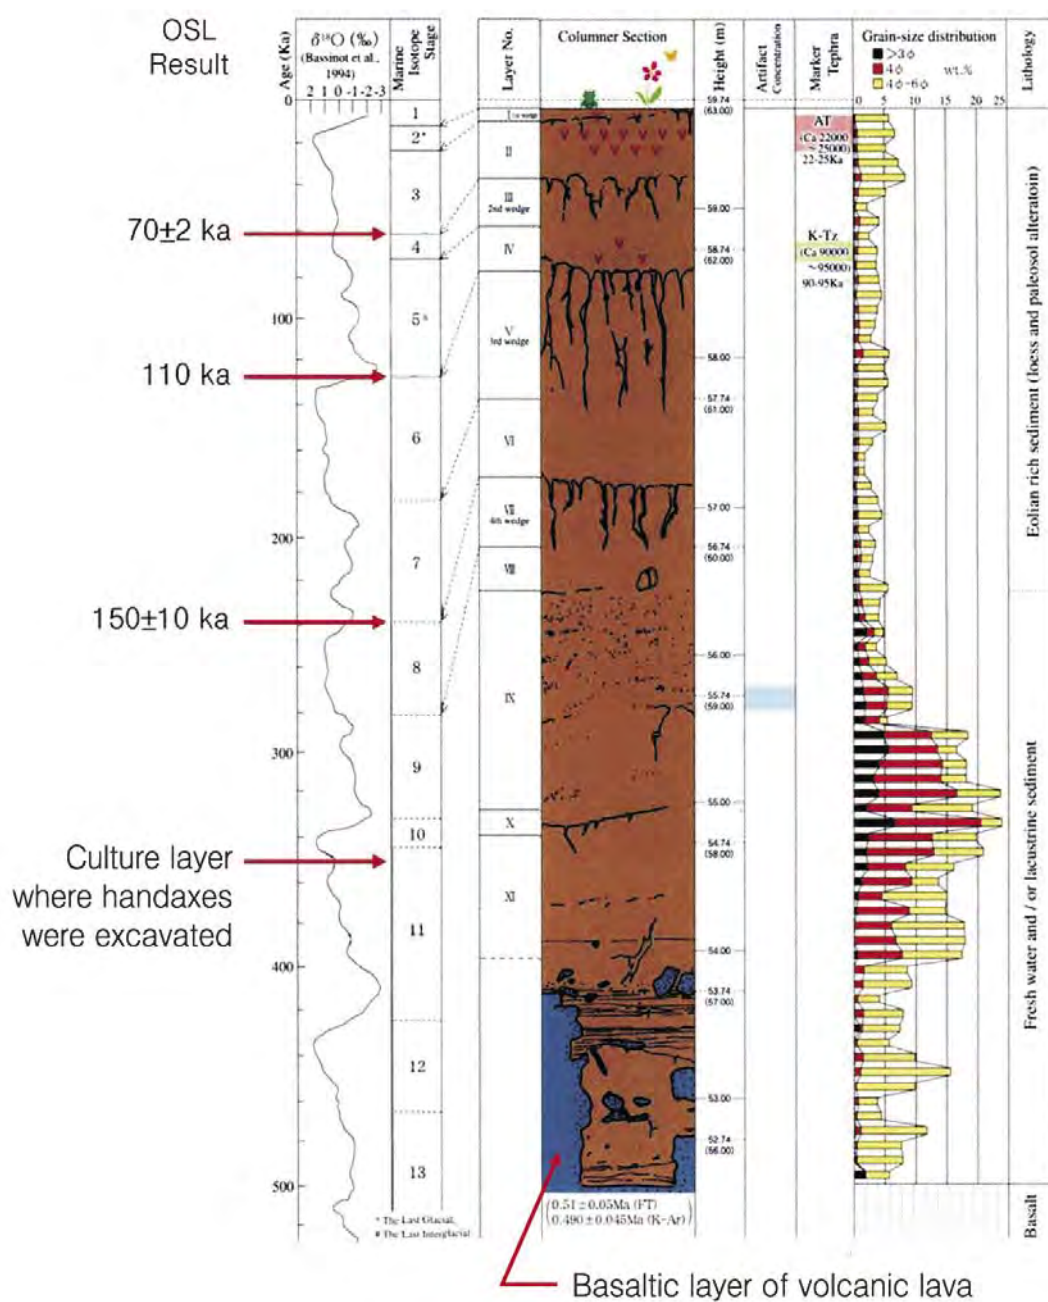 OSL
Result
Age (Ka)
δ18O (‰)
(Bassinot et al.,
1994)
2 1 0 -1 -2 -3
Marine
Isotope
Stage
Layer No.
Columner Section
Height (m)
Artifact
Concentration
Marker
Tephra
Grain-size distribution
>3φ
4φ wt.%
4φ-6φ
0 5 10 15 20 25
Lithology
0
100
200
300
400
500
70±2 ka
110 ka
150±10 ka
Culture layer
where handaxes
were excavated
1
2*
3
4
5#
6
7
8
9
10
11
12
13
* The Last Glacial,
# The Last Interglacial
I 1st wedge
II
III
2nd wedge
IV
V
3rd wedge
VI
VII
4th wedge
VIII
IX
X
XI
59.74
(63.00)
59.00
58.74
(62.00)
58.00
57.74
(61.00)
57.00
56.74
(60.00)
56.00
55.74
(59.00)
55.00
54.74
(58.00)
54.00
53.74
(57.00)
53.00
52.74
(56.00)
AT
(Ca 22000
~25000)
22-25Ka
K-Tz
(Ca 90000
~95000)
90-95Ka
Eolian rich sediment (loess and paleosol alteratoin)
Fresh water and / or lacustrine sediment
Basalt
(0.51±0.05Ma (FT)
0.490±0.045Ma (K-Ar))
Basaltic layer of volcanic lava